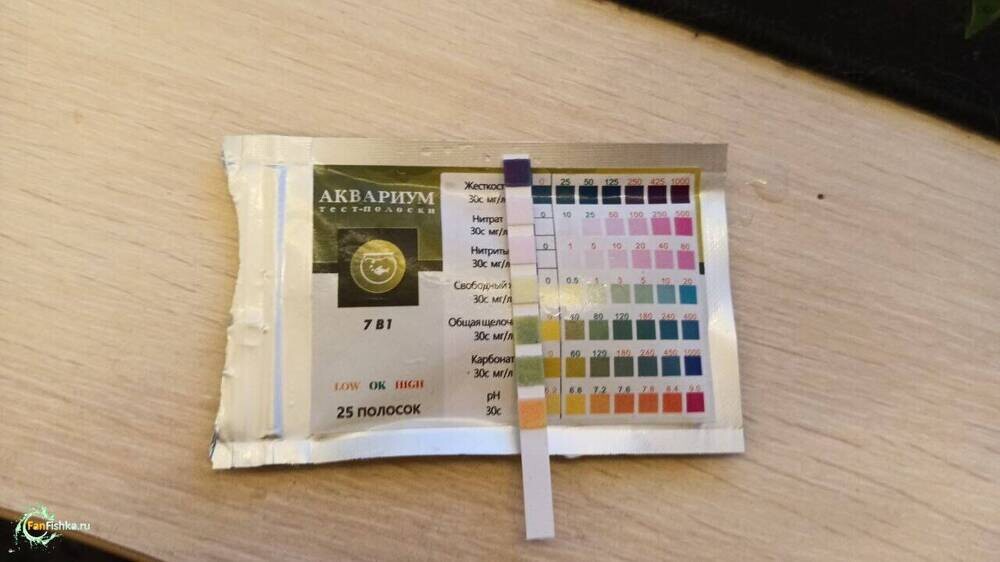 АКВАРИУМ
ТЕСТ-ПОЛОСКИ
7 В 1
LOW OK HIGH
25 ПОЛОСОК
0 25 50 125 250 425 1000
30с мг/л
Нитрат 0 10 25 50 100 250 500
30с мг/л
Нитриты 0 1 5 10 20 40 80
30с мг/л
Свободный 0 0.5 1 3 5 10 20
30с мг/л
Общая 0 40 80 120 180 240 400
30с мг/л
0 60 120 180 240 450 1000
30с мг/л
pH 6.8 7.2 7.6 7.8 8.4 9.0
30с
FanFishka.ru